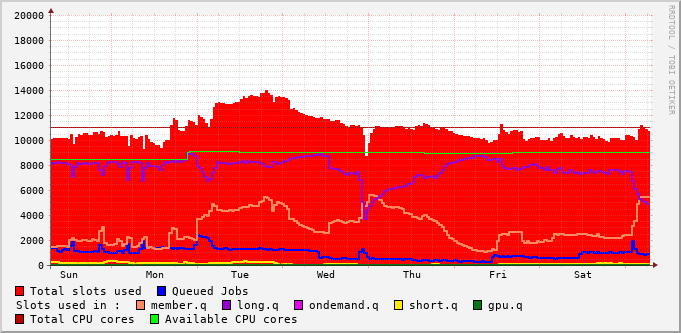 20000
18000
16000
14000
12000
10000
8000
6000
4000
2000
0
Sun Mon Tue Wed Thu Fri Sat
RRDTOOL / TOBI OETIKER
Total slots used Queued Jobs
Slots used in : member.q long.q ondemand.q short.q gpu.q
Total CPU cores Available CPU cores